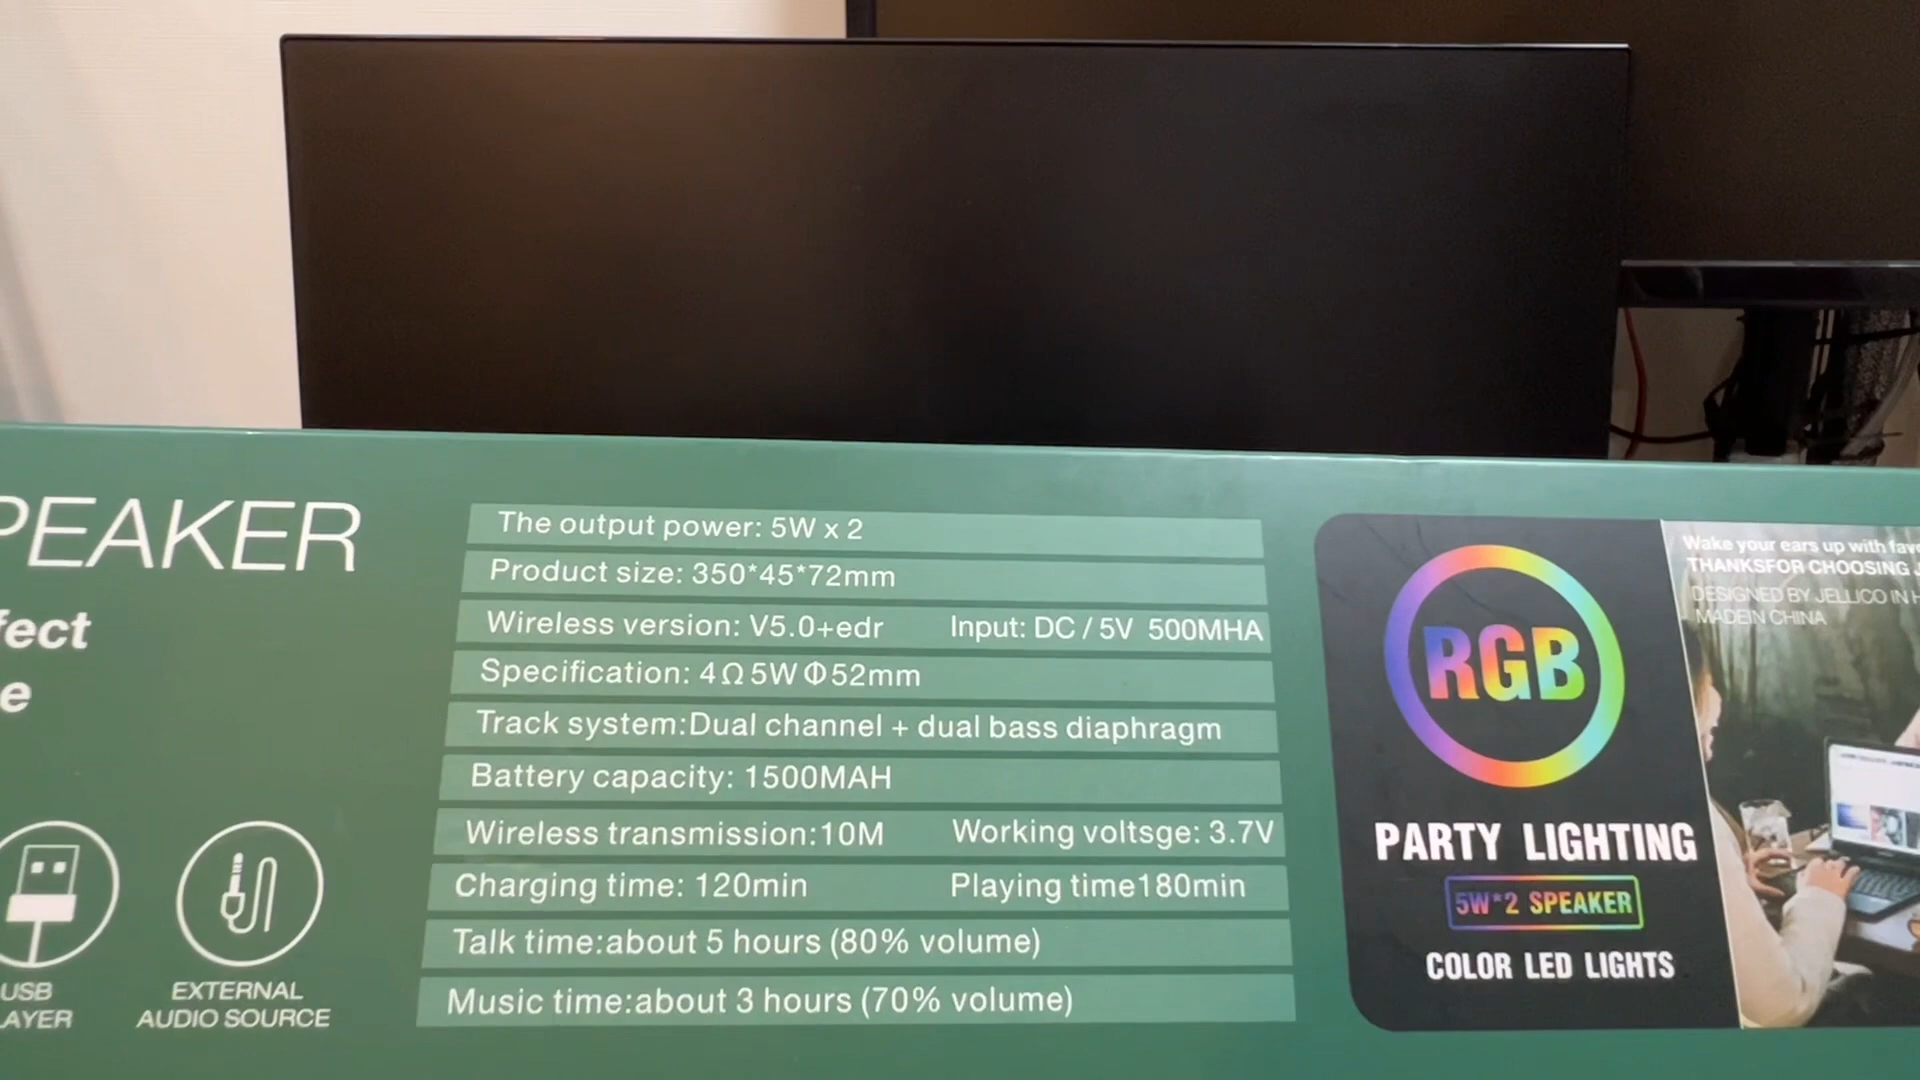 PEAKER
fect
e
USB
AYER
EXTERNAL
AUDIO SOURCE
The output power: 5W x 2
Product size: 350*45*72mm
Wireless version: V5.0+edr Input: DC / 5V 500MHA
Specification: 4Ω5WΦ52mm
Track system:Dual channel + dual bass diaphragm
Battery capacity: 1500MAH
Wireless transmission:10M Working voltsge: 3.7V
Charging time: 120min Playing time180min
Talk time:about 5 hours (80% volume)
Music time:about 3 hours (70% volume)
RGB
PARTY LIGHTING
5W*2 SPEAKER
COLOR LED LIGHTS
Wake your ears up with fav
THANKSFOR CHOOSING J
DESIGNED BY JELLICO IN H
MADEIN CHINA